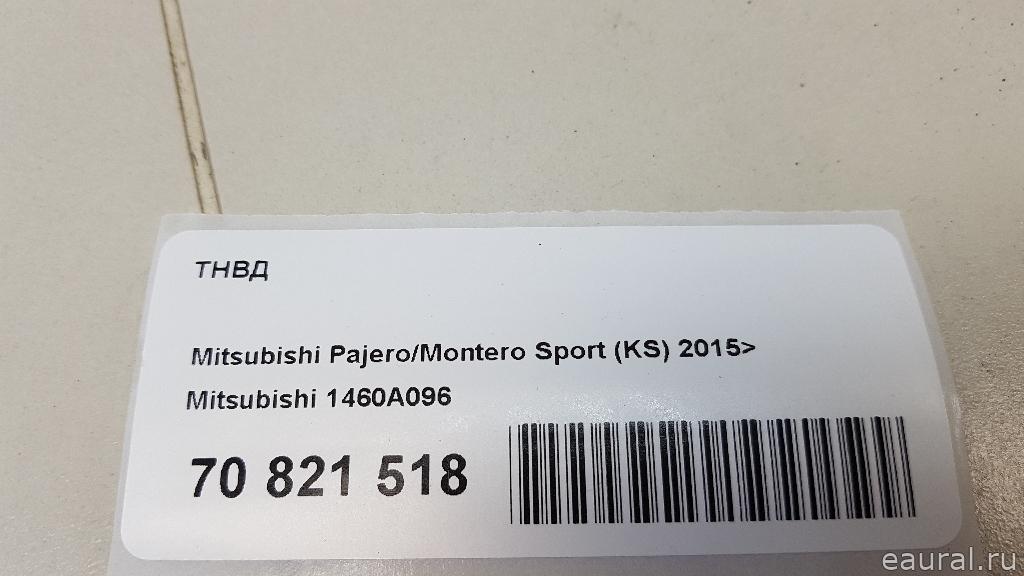 ТНВД
Mitsubishi Pajero/Montero Sport (KS) 2015>
Mitsubishi 1460A096
70 821 518
eaural.ru